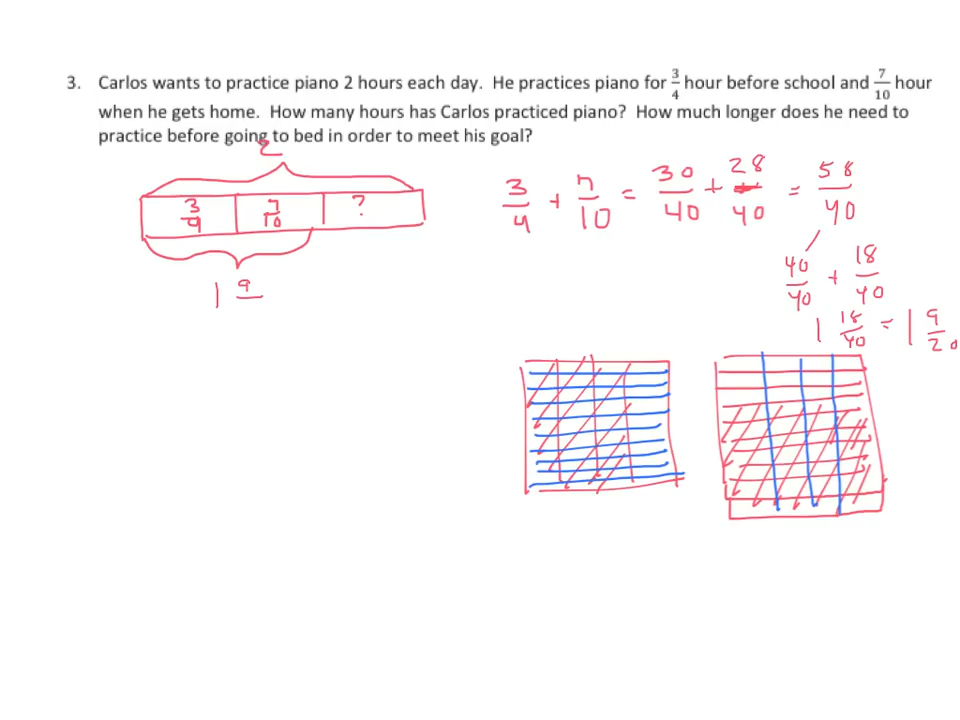 3. Carlos wants to practice piano 2 hours each day. He practices piano for 3/4 hour before school and 7/10 hour
when he gets home. How many hours has Carlos practiced piano? How much longer does he need to
practice before going to bed in order to meet his goal?
2
3/4 7/10 ?
1 9/
3/4 + 7/10 = 30/40 + 28/40 = 58/40
40/40 + 18/40
1 18/40 = 1 9/20